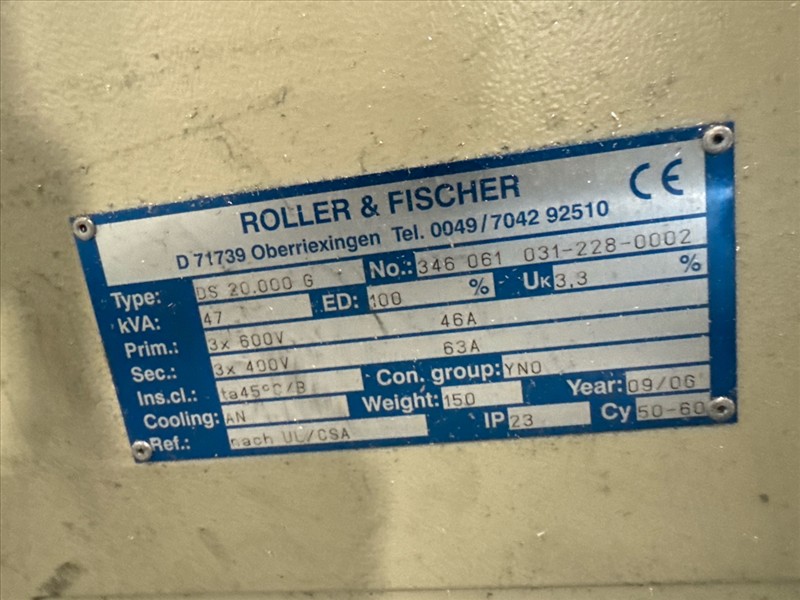 ROLLER & FISCHER CE
D 71739 Oberriexingen Tel. 0049/7042 92510
Type: DS 20.000 G No.: 346 061 031-228-0002
kVA: 47 ED: 100 % UK 3,3 %
Prim.: 3x 600V 46A
Sec.: 3x 400V 63A
Ins.cl.: ta45°C/B Con. group: YNO
Cooling: AN Weight: 150 Year: 09/06
Ref.: nach UL/CSA IP 23 Cy 50-60